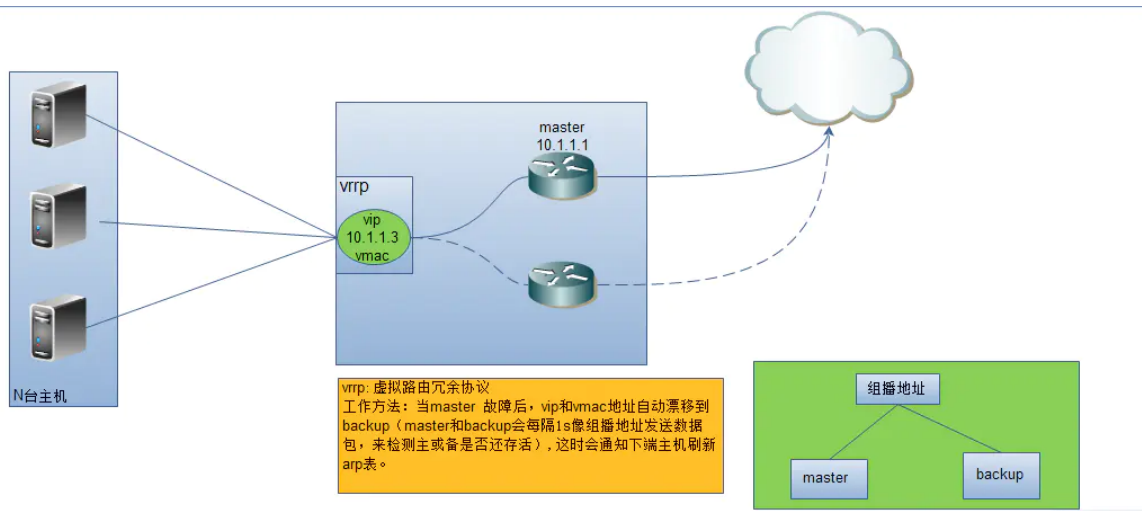 master
10.1.1.1
vrrp
vip
10.1.1.3
vmac
N台主机
vrrp: 虚拟路由冗余协议
工作方法：当master 故障后，vip和vmac地址自动漂移到
backup（master和backup会每隔1s像组播地址发送数据
包，来检测主或备是否还存活）,这时会通知下端主机刷新
arp表。
组播地址
master
backup